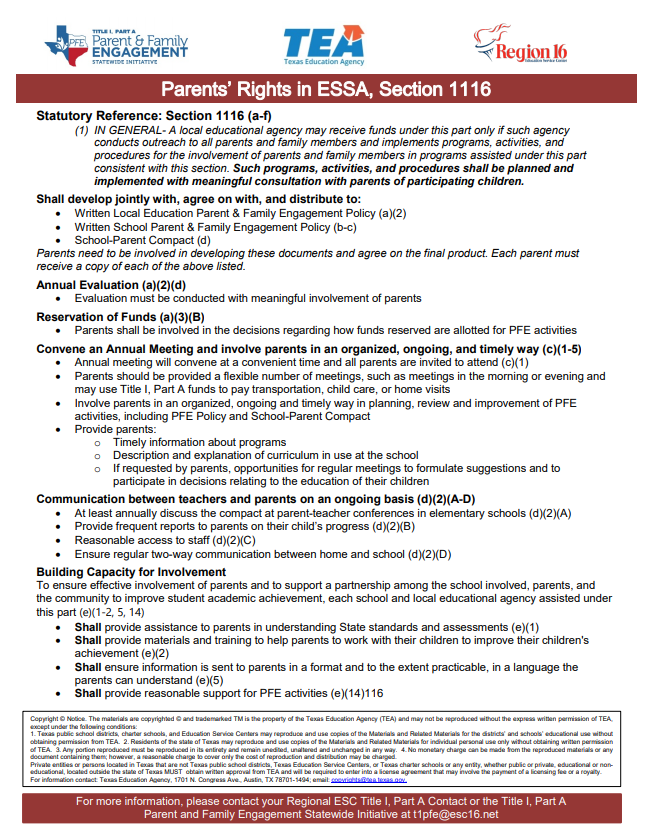 TITLE I, PART A
PFE
Parent & Family
ENGAGEMENT
STATEWIDE INITIATIVE
TEA
Texas Education Agency
Region 16
Education Service Center
Parents' Rights in ESSA, Section 1116
Statutory Reference: Section 1116 (a-f)
(1) IN GENERAL- A local educational agency may receive funds under this part only if such agency
conducts outreach to all parents and family members and implements programs, activities, and
procedures for the involvement of parents and family members in programs assisted under this part
consistent with this section. Such programs, activities, and procedures shall be planned and
implemented with meaningful consultation with parents of participating children.
Shall develop jointly with, agree on with, and distribute to:
• Written Local Education Parent & Family Engagement Policy (a)(2)
• Written School Parent & Family Engagement Policy (b-c)
• School-Parent Compact (d)
Parents need to be involved in developing these documents and agree on the final product. Each parent must
receive a copy of each of the above listed.
Annual Evaluation (a)(2)(d)
• Evaluation must be conducted with meaningful involvement of parents
Reservation of Funds (a)(3)(B)
• Parents shall be involved in the decisions regarding how funds reserved are allotted for PFE activities
Convene an Annual Meeting and involve parents in an organized, ongoing, and timely way (c)(1-5)
• Annual meeting will convene at a convenient time and all parents are invited to attend (c)(1)
• Parents should be provided a flexible number of meetings, such as meetings in the morning or evening and
may use Title I, Part A funds to pay transportation, child care, or home visits
• Involve parents in an organized, ongoing and timely way in planning, review and improvement of PFE
activities, including PFE Policy and School-Parent Compact
• Provide parents:
o Timely information about programs
o Description and explanation of curriculum in use at the school
o If requested by parents, opportunities for regular meetings to formulate suggestions and to
participate in decisions relating to the education of their children
Communication between teachers and parents on an ongoing basis (d)(2)(A-D)
• At least annually discuss the compact at parent-teacher conferences in elementary schools (d)(2)(A)
• Provide frequent reports to parents on their child's progress (d)(2)(B)
• Reasonable access to staff (d)(2)(C)
• Ensure regular two-way communication between home and school (d)(2)(D)
Building Capacity for Involvement
To ensure effective involvement of parents and to support a partnership among the school involved, parents, and
the community to improve student academic achievement, each school and local educational agency assisted under
this part (e)(1-2, 5, 14)
• Shall provide assistance to parents in understanding State standards and assessments (e)(1)
• Shall provide materials and training to help parents to work with their children to improve their children's
achievement (e)(2)
• Shall ensure information is sent to parents in a format and to the extent practicable, in a language the
parents can understand (e)(5)
• Shall provide reasonable support for PFE activities (e)(14)116
Copyright © Notice. The materials are copyrighted © and trademarked TM is the property of the Texas Education Agency (TEA) and may not be reproduced without the express written permission of TEA,
except under the following conditions:
1. Texas public school districts, charter schools, and Education Service Centers may reproduce and use copies of the Materials and Related Materials for the districts' and schools' educational use without
obtaining permission from TEA. 2. Residents of the state of Texas may reproduce and use copies of the Materials and Related Materials for individual personal use only without obtaining written permission
of TEA. 3. Any portion reproduced must be reproduced in its entirety and remain unedited, unaltered and unchanged in any way. 4. No monetary charge can be made from the reproduced materials or any
document containing them; however, a reasonable charge to cover only the cost of reproduction and distribution may be charged.
Private entities or persons located in Texas that are not Texas public school districts, Texas Education Service Centers, or Texas charter schools or any entity, whether public or private, educational or non-
educational, located outside the state of Texas MUST obtain written approval from TEA and will be required to enter into a license agreement that may involve the payment of a licensing fee or a royalty.
For information contact: Texas Education Agency, 1701 N. Congress Ave., Austin, TX 78701-1494; email: copyrights@tea.texas.gov.
For more information, please contact your Regional ESC Title I, Part A Contact or the Title I, Part A
Parent and Family Engagement Statewide Initiative at t1pfe@esc16.net